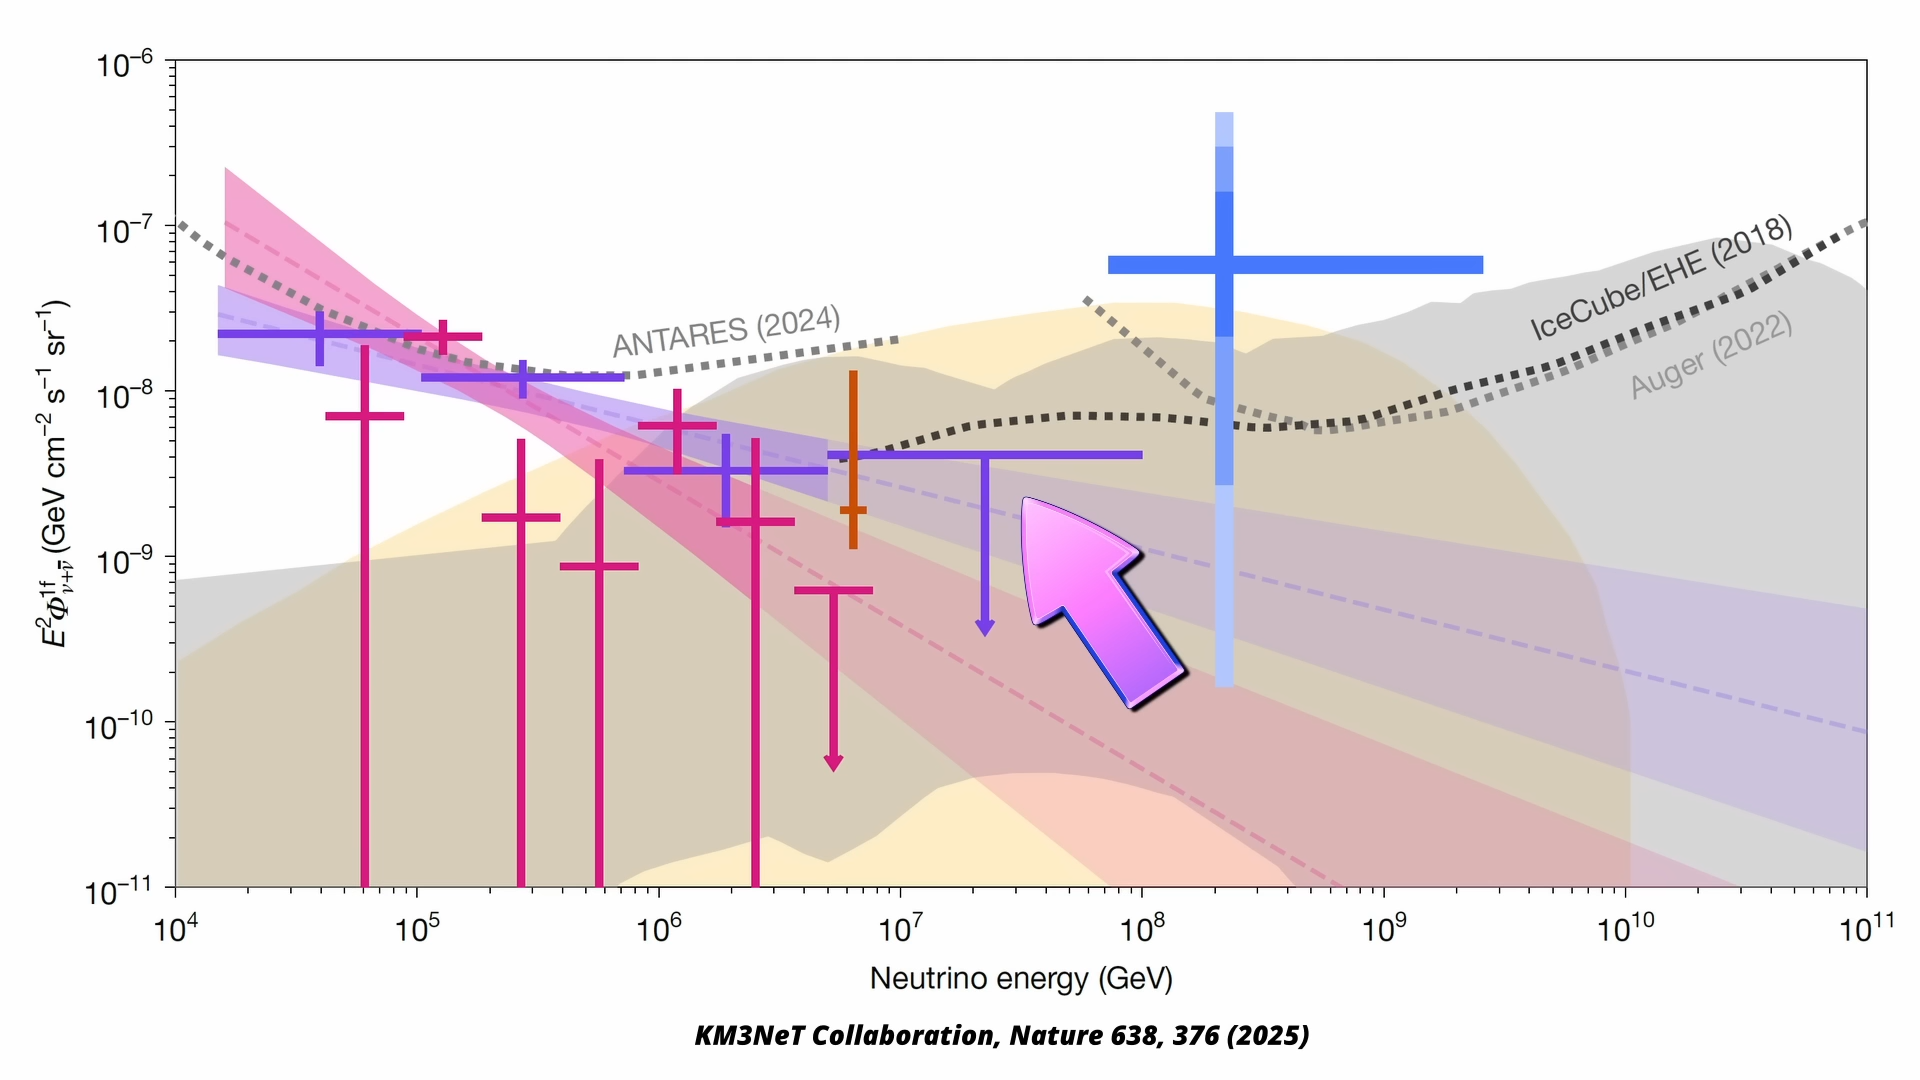 10⁻⁶
10⁻⁷
10⁻⁸
10⁻⁹
10⁻¹⁰
10⁻¹¹
E²Φ^1f_ν+ν̄ (GeV cm⁻² s⁻¹ sr⁻¹)
ANTARES (2024)
IceCube/EHE (2018)
Auger (2022)
10⁴ 10⁵ 10⁶ 10⁷ 10⁸ 10⁹ 10¹⁰ 10¹¹
Neutrino energy (GeV)
KM3NeT Collaboration, Nature 638, 376 (2025)